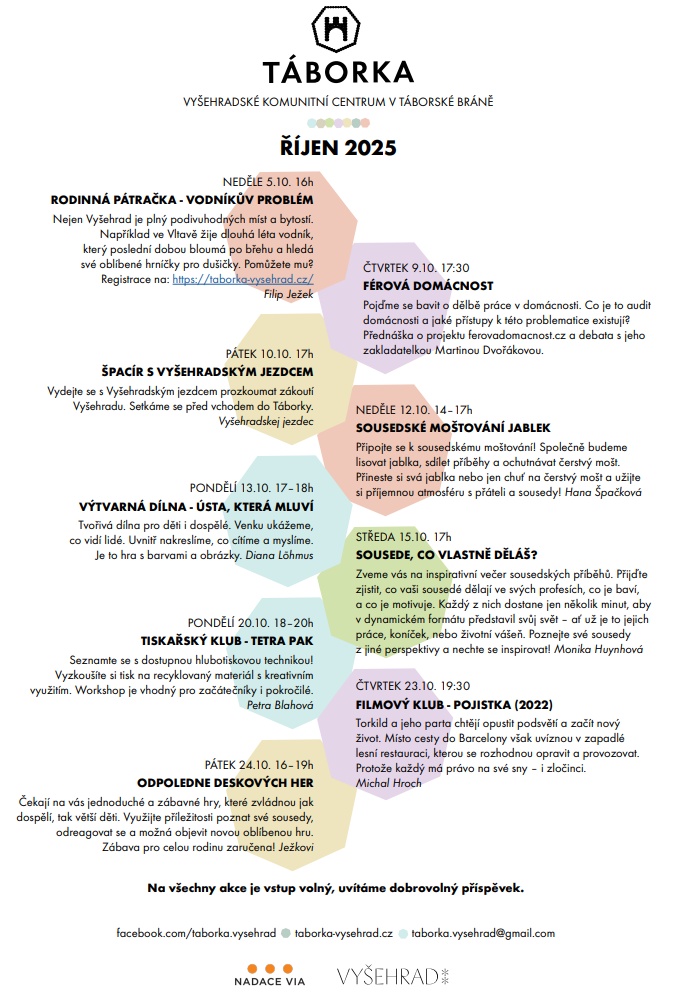 TÁBORKA
VYŠEHRADSKÉ KOMUNITNÍ CENTRUM V TÁBORSKÉ BRÁNĚ
ŘÍJEN 2025
NEDĚLE 5.10. 16h
RODINNÁ PÁTRAČKA - VODNÍKŮV PROBLÉM
Nejen Vyšehrad je plný podivuhodných míst a bytostí.
Například ve Vltavě žije dlouhá léta vodník,
který poslední dobou bloumá po břehu a hledá
své oblíbené hrníčky pro dušičky. Pomůžete mu?
Registrace na: https://taborka-vysehrad.cz/
Filip Ježek
ČTVRTEK 9.10. 17:30
FÉROVÁ DOMÁCNOST
Pojďme se bavit o dělbě práce v domácnosti. Co je to audit
domácnosti a jaké přístupy k této problematice existují?
Přednáška o projektu ferovadomacnost.cz a debata s jeho
zakladatelkou Martinou Dvořákovou.
PÁTEK 10.10. 17h
ŠPACÍR S VYŠEHRADSKÝM JEZDCEM
Vydejte se s Vyšehradským jezdcem prozkoumat zákoutí
Vyšehradu. Setkáme se před vchodem do Táborky.
Vyšehradskej jezdec
NEDĚLE 12.10. 14–17h
SOUSEDSKÉ MOŠTOVÁNÍ JABLEK
Připojte se k sousedskému moštování! Společně budeme
lisovat jablka, sdílet příběhy a ochutnávat čerstvý mošt.
Přineste si svá jablka nebo jen chuť na čerstvý mošt a užijte
si příjemnou atmosféru s přáteli a sousedy! Hana Špačková
PONDĚLÍ 13.10. 17–18h
VÝTVARNÁ DÍLNA - ÚSTA, KTERÁ MLUVÍ
Tvořivá dílna pro děti i dospělé. Venku ukážeme,
co vidí lidé. Uvnitř nakreslíme, co cítíme a myslíme.
Je to hra s barvami a obrázky. Diana Lõhmus
STŘEDA 15.10. 17h
SOUSEDE, CO VLASTNĚ DĚLÁŠ?
Zveme vás na inspirativní večer sousedských příběhů. Přijďte
zjistit, co vaši sousedé dělají ve svých profesích, co je baví,
a co je motivuje. Každý z nich dostane jen několik minut, aby
v dynamickém formátu představil svůj svět – ať už je to jejich
práce, koníček, nebo životní vášeň. Poznejte své sousedy
z jiné perspektivy a nechte se inspirovat! Monika Huynhová
PONDĚLÍ 20.10. 18–20h
TISKAŘSKÝ KLUB - TETRA PAK
Seznamte se s dostupnou hlubotiskovou technikou!
Vyzkoušíte si tisk na recyklovaný materiál s kreativním
využitím. Workshop je vhodný pro začátečníky i pokročilé.
Petra Blahová
ČTVRTEK 23.10. 19:30
FILMOVÝ KLUB - POJISTKA (2022)
Torkild a jeho parta chtějí opustit podsvětí a začít nový
život. Místo cesty do Barcelony však uvíznou v zapadlé
lesní restauraci, kterou se rozhodnou opravit a provozovat.
Protože každý má právo na své sny – i zločinci.
Michal Hroch
PÁTEK 24.10. 16–19h
ODPOLEDNE DESKOVÝCH HER
Čekají na vás jednoduché a zábavné hry, které zvládnou jak
dospělí, tak větší děti. Využijte příležitosti poznat své sousedy,
odreagovat se a možná objevit novou oblíbenou hru.
Zábava pro celou rodinu zaručena! Ježkovi
Na všechny akce je vstup volný, uvítáme dobrovolný příspěvek.
facebook.com/taborka.vysehrad taborka-vysehrad.cz taborka.vysehrad@gmail.com
NADACE VIA VYŠEHRAD